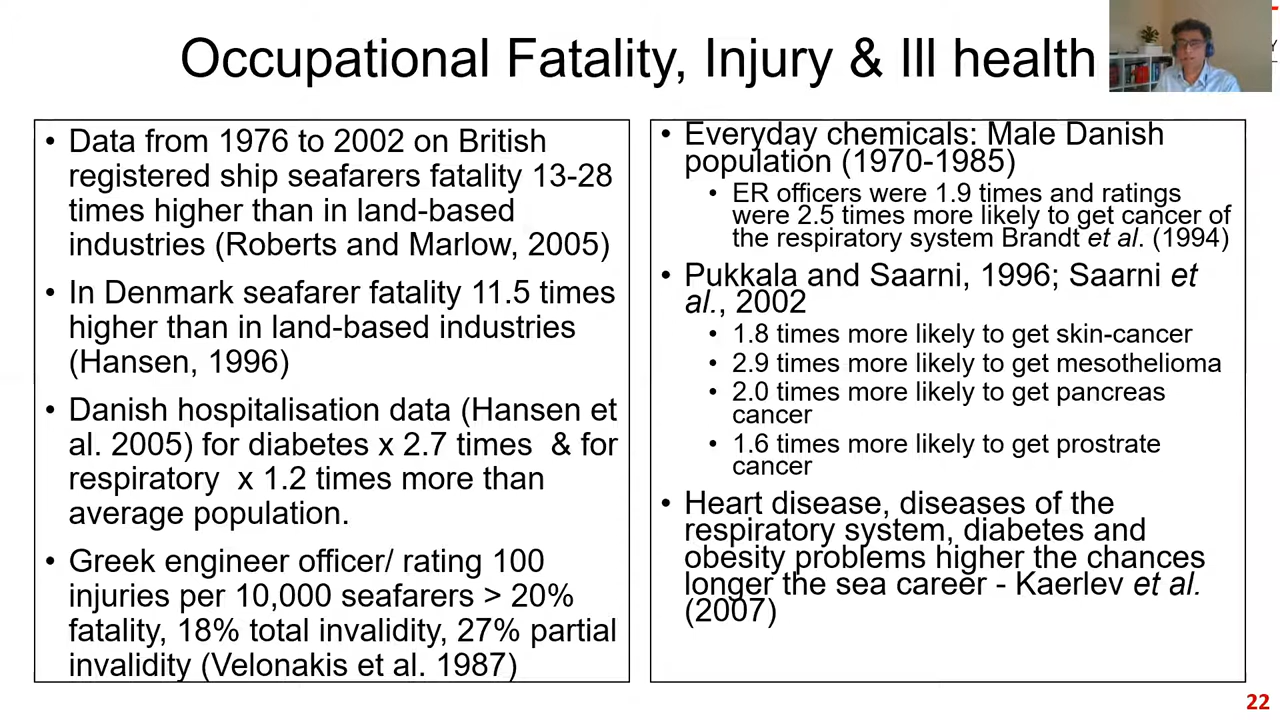 Occupational Fatality, Injury & Ill health
• Data from 1976 to 2002 on British
registered ship seafarers fatality 13-28
times higher than in land-based
industries (Roberts and Marlow, 2005)
• In Denmark seafarer fatality 11.5 times
higher than in land-based industries
(Hansen, 1996)
• Danish hospitalisation data (Hansen et
al. 2005) for diabetes x 2.7 times & for
respiratory x 1.2 times more than
average population.
• Greek engineer officer/ rating 100
injuries per 10,000 seafarers > 20%
fatality, 18% total invalidity, 27% partial
invalidity (Velonakis et al. 1987)
• Everyday chemicals: Male Danish
population (1970-1985)
• ER officers were 1.9 times and ratings
were 2.5 times more likely to get cancer of
the respiratory system Brandt et al. (1994)
• Pukkala and Saarni, 1996; Saarni et
al., 2002
• 1.8 times more likely to get skin-cancer
• 2.9 times more likely to get mesothelioma
• 2.0 times more likely to get pancreas
cancer
• 1.6 times more likely to get prostrate
cancer
• Heart disease, diseases of the
respiratory system, diabetes and
obesity problems higher the chances
longer the sea career - Kaerlev et al.
(2007)
22